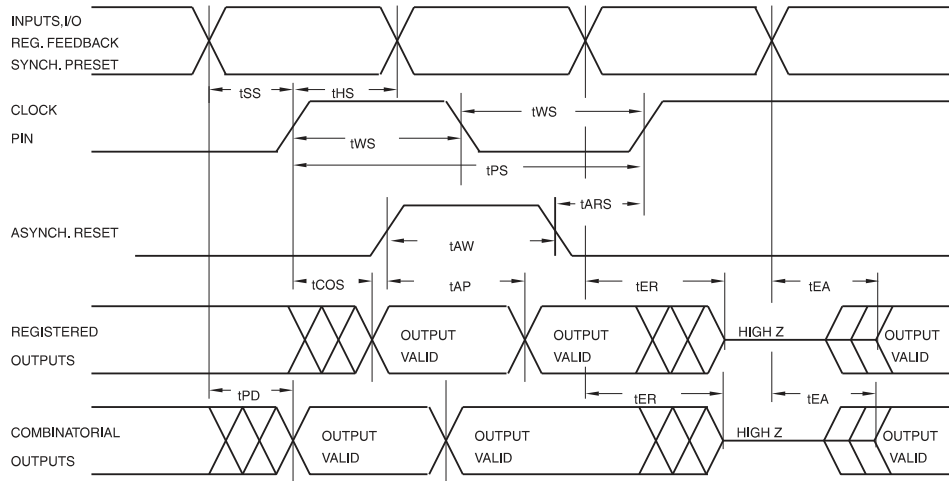 INPUTS,I/O
REG. FEEDBACK
SYNCH. PRESET
tSS
tHS
CLOCK
PIN
tWS
tWS
tPS
tARS
ASYNCH. RESET
tAW
tCOS
tAP
tER
tEA
REGISTERED
OUTPUTS
OUTPUT
VALID
OUTPUT
VALID
HIGH Z
OUTPUT
VALID
tPD
tER
tEA
COMBINATORIAL
OUTPUTS
OUTPUT
VALID
OUTPUT
VALID
HIGH Z
OUTPUT
VALID